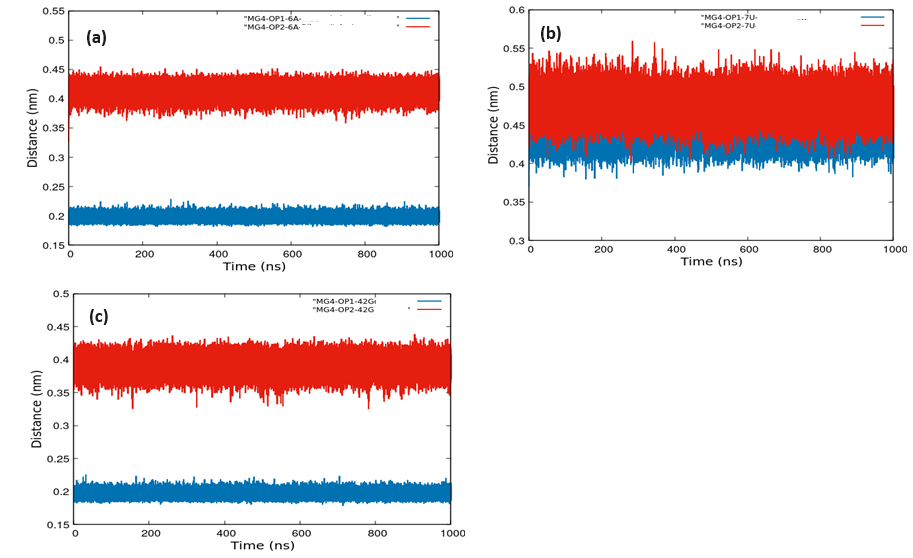 (a)
"MG4-OP1-6A-
"MG4-OP2-6A-
0.55
0.5
0.45
0.4
0.35
0.3
0.25
0.2
0.15
Distance (nm)
0 200 400 600 800 1000
Time (ns)
(b)
"MG4-OP1-7U-
"MG4-OP2-7U-
0.6
0.55
0.5
0.45
0.4
0.35
0.3
Distance (nm)
0 200 400 600 800 1000
Time (ns)
(c)
"MG4-OP1-42G
"MG4-OP2-42G
0.5
0.45
0.4
0.35
0.3
0.25
0.2
0.15
Distance (nm)
0 200 400 600 800 1000
Time (ns)